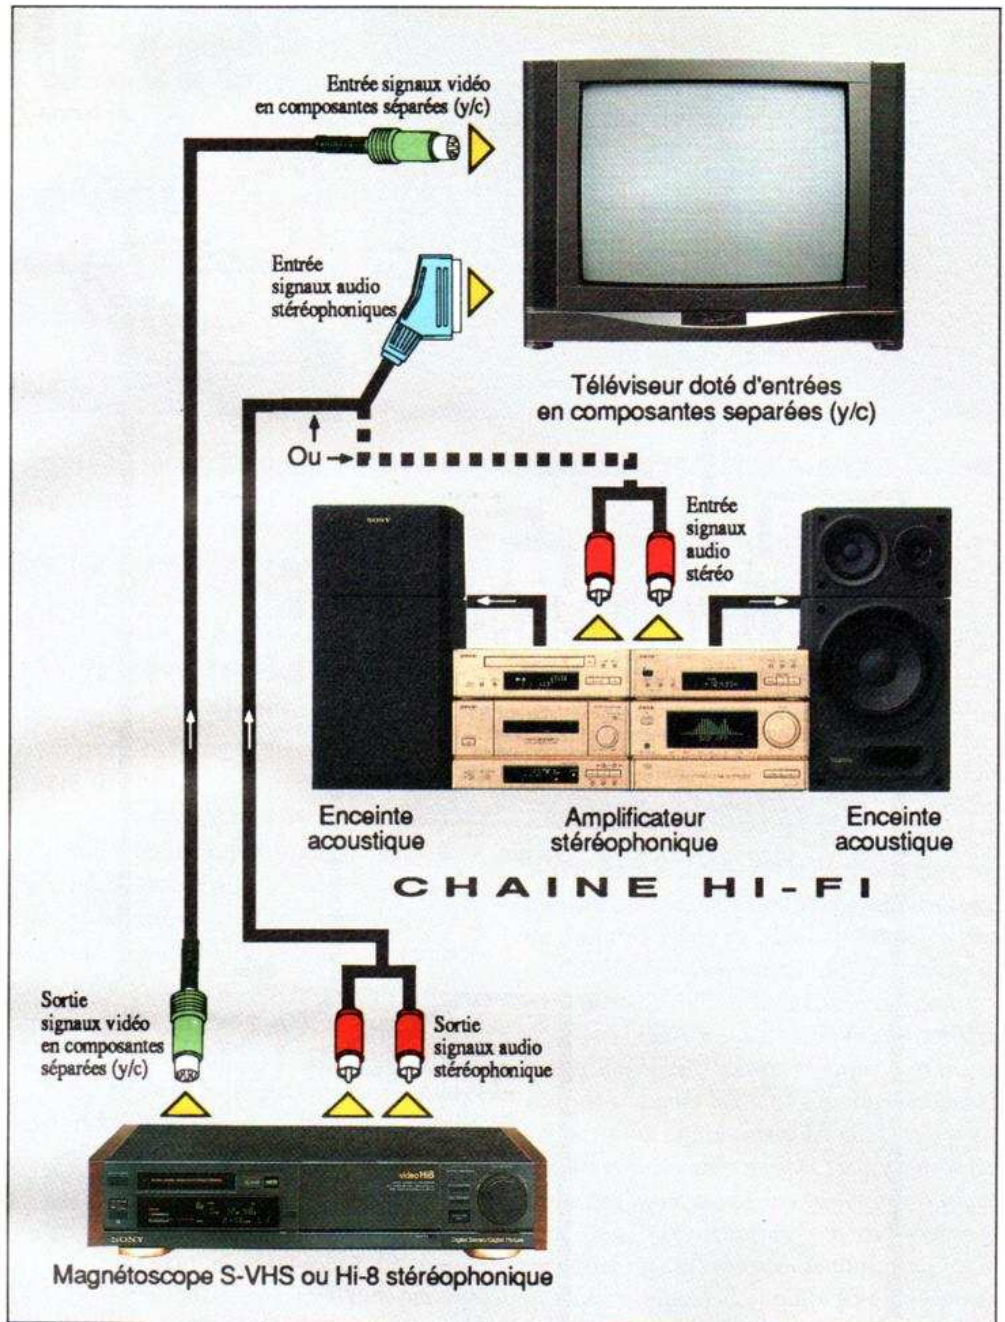 Entrée signaux vidéo
en composantes séparées (y/c)
Entrée
signaux audio
stéréophoniques
Téléviseur doté d'entrées
en composantes separées (y/c)
Ou
Entrée
signaux
audio
stéréo
SONY
Enceinte
acoustique
Amplificateur
stéréophonique
Enceinte
acoustique
CHAINE HI-FI
Sortie
signaux vidéo
en composantes
séparées (y/c)
Sortie
signaux audio
stéréophonique
video Hi8
SONY
Magnétoscope S-VHS ou Hi-8 stéréophonique